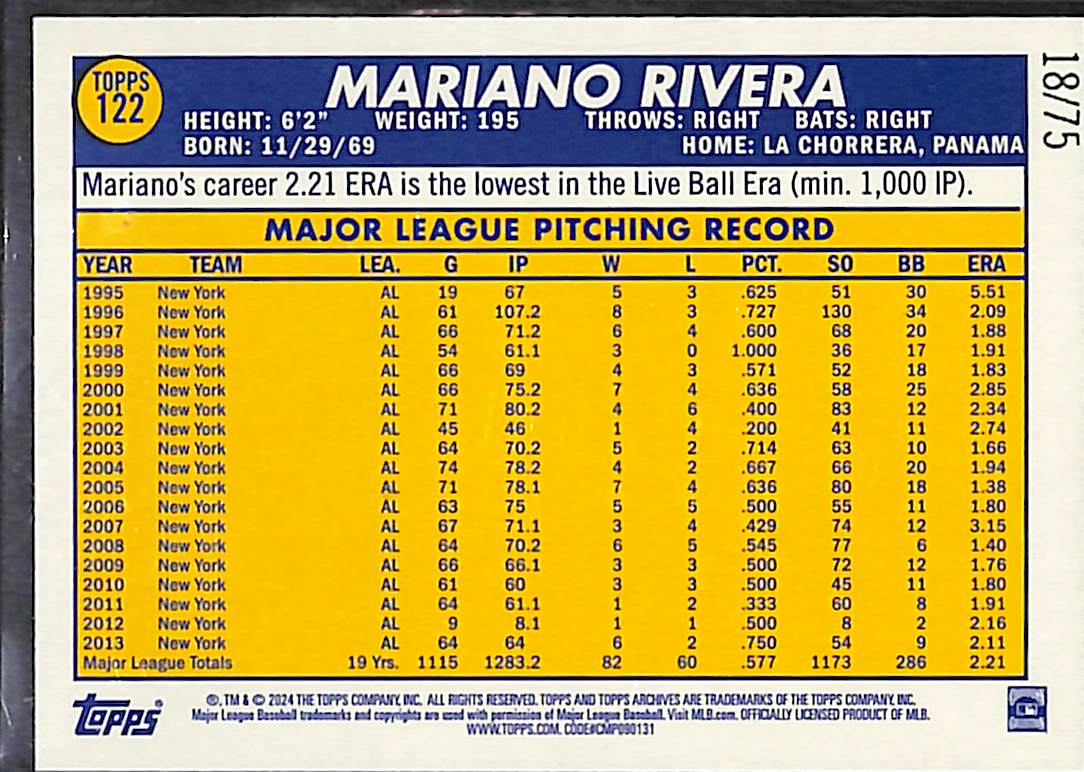 TOPPS
122
MARIANO RIVERA
HEIGHT: 6'2" WEIGHT: 195 THROWS: RIGHT BATS: RIGHT
BORN: 11/29/69 HOME: LA CHORRERA, PANAMA
18/75
Mariano's career 2.21 ERA is the lowest in the Live Ball Era (min. 1,000 IP).
MAJOR LEAGUE PITCHING RECORD
YEAR TEAM LEA. G IP W L PCT. SO BB ERA
1995 New York AL 19 67 5 3 .625 51 30 5.51
1996 New York AL 61 107.2 8 3 .727 130 34 2.09
1997 New York AL 66 71.2 6 4 .600 68 20 1.88
1998 New York AL 54 61.1 3 0 1.000 36 17 1.91
1999 New York AL 66 69 4 3 .571 52 18 1.83
2000 New York AL 66 75.2 7 4 .636 58 25 2.85
2001 New York AL 71 80.2 4 6 .400 83 12 2.34
2002 New York AL 45 46 1 4 .200 41 11 2.74
2003 New York AL 64 70.2 5 2 .714 63 10 1.66
2004 New York AL 74 78.2 4 2 .667 66 20 1.94
2005 New York AL 71 78.1 7 4 .636 80 18 1.38
2006 New York AL 63 75 5 5 .500 55 11 1.80
2007 New York AL 67 71.1 3 4 .429 74 12 3.15
2008 New York AL 64 70.2 6 5 .545 77 6 1.40
2009 New York AL 66 66.1 3 3 .500 72 12 1.76
2010 New York AL 61 60 3 3 .500 45 11 1.80
2011 New York AL 64 61.1 1 2 .333 60 8 1.91
2012 New York AL 9 8.1 1 1 .500 8 2 2.16
2013 New York AL 64 64 6 2 .750 54 9 2.11
Major League Totals 19 Yrs. 1115 1283.2 82 60 .577 1173 286 2.21
topps
®, TM & © 2024 THE TOPPS COMPANY, INC. ALL RIGHTS RESERVED. TOPPS AND TOPPS ARCHIVES ARE TRADEMARKS OF THE TOPPS COMPANY, INC.
Major League Baseball trademarks and copyrights are used with permission of Major League Baseball. Visit MLB.com. OFFICIALLY LICENSED PRODUCT OF MLB.
WWW.TOPPS.COM. CODE#CMP090131